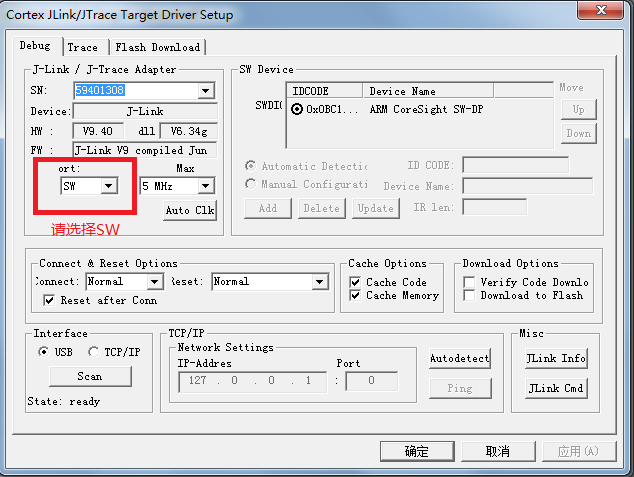 Cortex JLink/JTrace Target Driver Setup
Debug Trace Flash Download
J-Link / J-Trace Adapter
SN: 59401308
Device: J-Link
HW : V9.40 dll V6.34g
FW : J-Link V9 compiled Jun
ort: Max
SW 5 MHz
Auto Clk
请选择SW
SW Device
IDCODE Device Name
SWDI 0x0BC1... ARM CoreSight SW-DP
Move
Up
Down
Automatic Detectic ID CODE:
Manual Configurati Device Name:
Add Delete Update IR len:
Connect & Reset Options
Connect: Normal Reset: Normal
Reset after Conn
Cache Options
Cache Code
Cache Memory
Download Options
Verify Code Downlo
Download to Flash
Interface
USB TCP/IP
Scan
State: ready
TCP/IP
Network Settings
IP-Addres Port
127 . 0 . 0 . 1 : 0
Autodetect
Ping
Misc
JLink Info
JLink Cmd
确定 取消 应用(A)